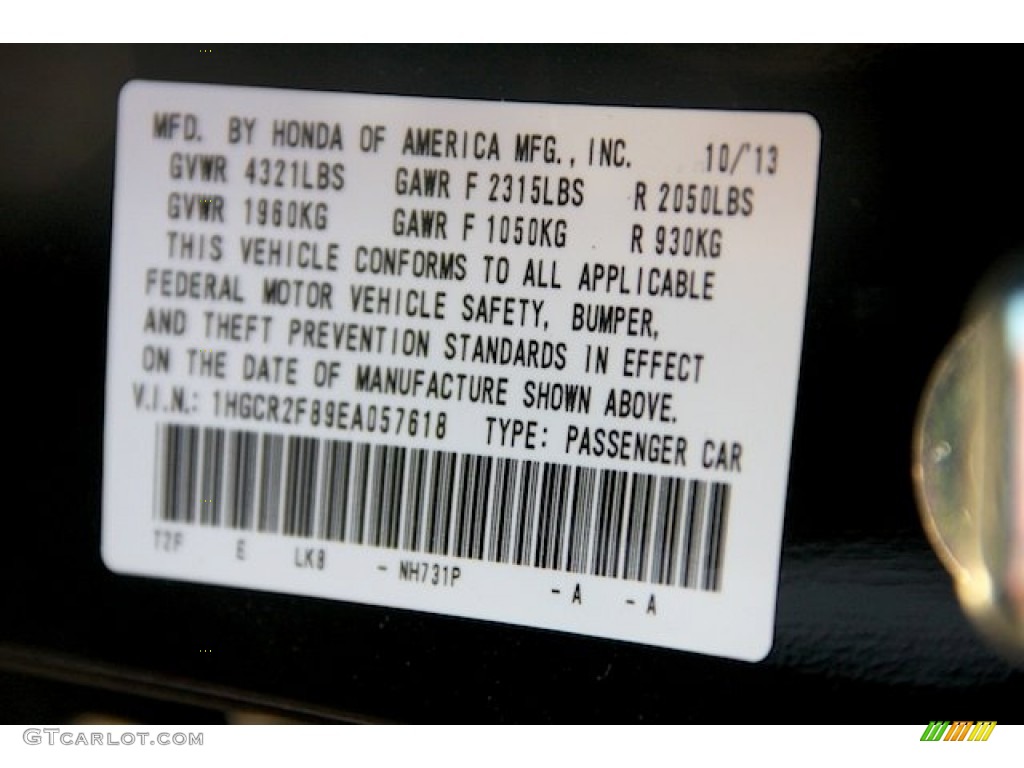 MFD. BY HONDA OF AMERICA MFG., INC. 10/'13
GVWR 4321LBS GAWR F 2315LBS R 2050LBS
GVWR 1960KG GAWR F 1050KG R 930KG
THIS VEHICLE CONFORMS TO ALL APPLICABLE
FEDERAL MOTOR VEHICLE SAFETY, BUMPER,
AND THEFT PREVENTION STANDARDS IN EFFECT
ON THE DATE OF MANUFACTURE SHOWN ABOVE.
V.I.N.: 1HGCR2F89EA057618 TYPE: PASSENGER CAR
T2F E LK8 - NH731P - A - A
GTCARLOT.COM